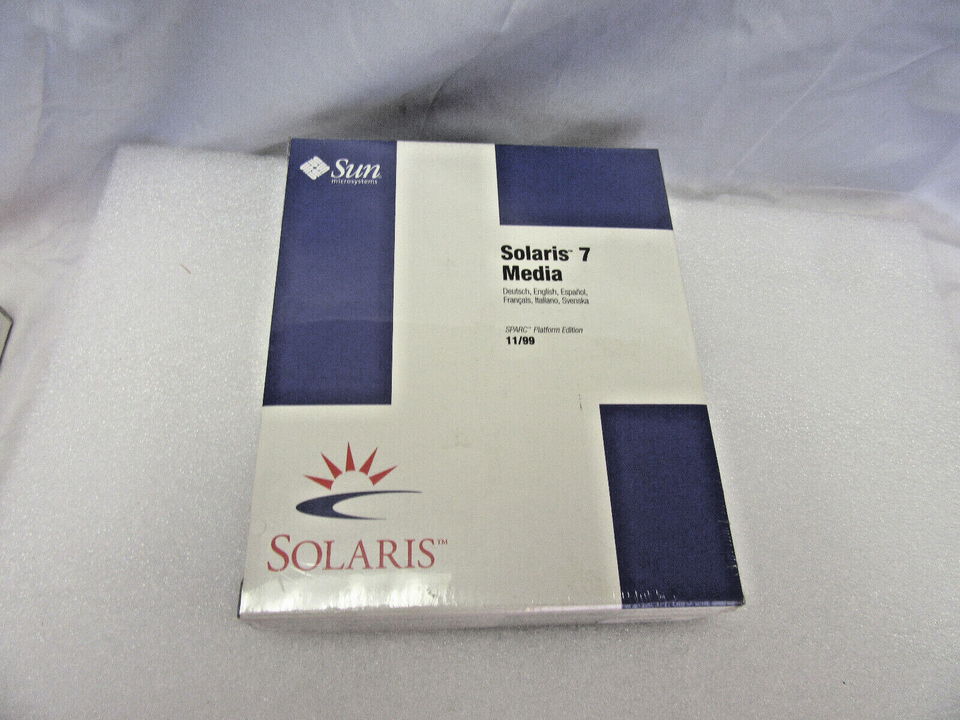 Sun
microsystems
Solaris™ 7
Media
Deutsch, English, Español,
Français, Italiano, Svenska
SPARC™ Platform Edition
11/99
SOLARIS™